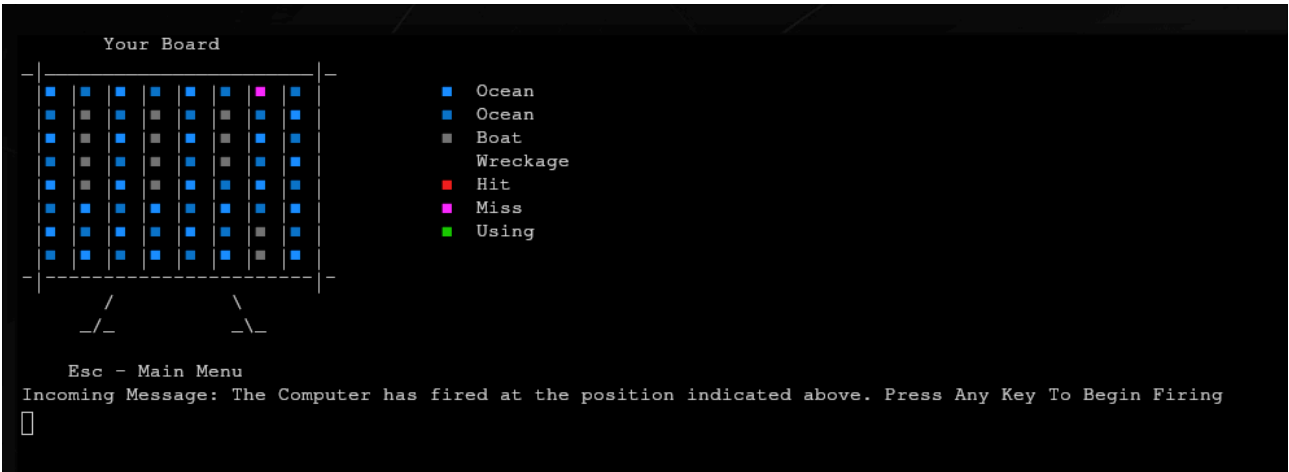 Your Board
Ocean
Ocean
Boat
Wreckage
Hit
Miss
Using
Esc - Main Menu
Incoming Message: The Computer has fired at the position indicated above. Press Any Key To Begin Firing